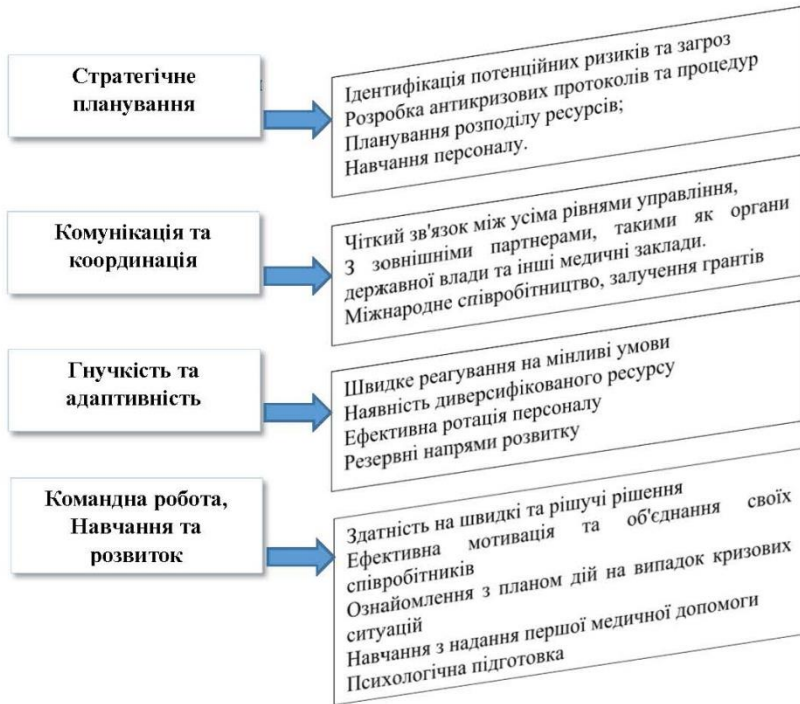 Стратегічне
планування
Ідентифікація потенційних ризиків та загроз
Розробка антикризових протоколів та процедур
Планування розподілу ресурсів;
Навчання персоналу.
Комунікація та
координація
Чіткий зв'язок між усіма рівнями управління,
З зовнішніми партнерами, такими як органи
державної влади та інші медичні заклади.
Міжнародне співробітництво, залучення грантів
Гнучкість та
адаптивність
Швидке реагування на мінливі умови
Наявність диверсифікованого ресурсу
Ефективна ротація персоналу
Резервні напрями розвитку
Командна робота,
Навчання та
розвиток
Здатність на швидкі та рішучі рішення
Ефективна мотивація та об'єднання своїх
співробітників
Ознайомлення з планом дій на випадок кризових
ситуацій
Навчання з надання першої медичної допомоги
Психологічна підготовка